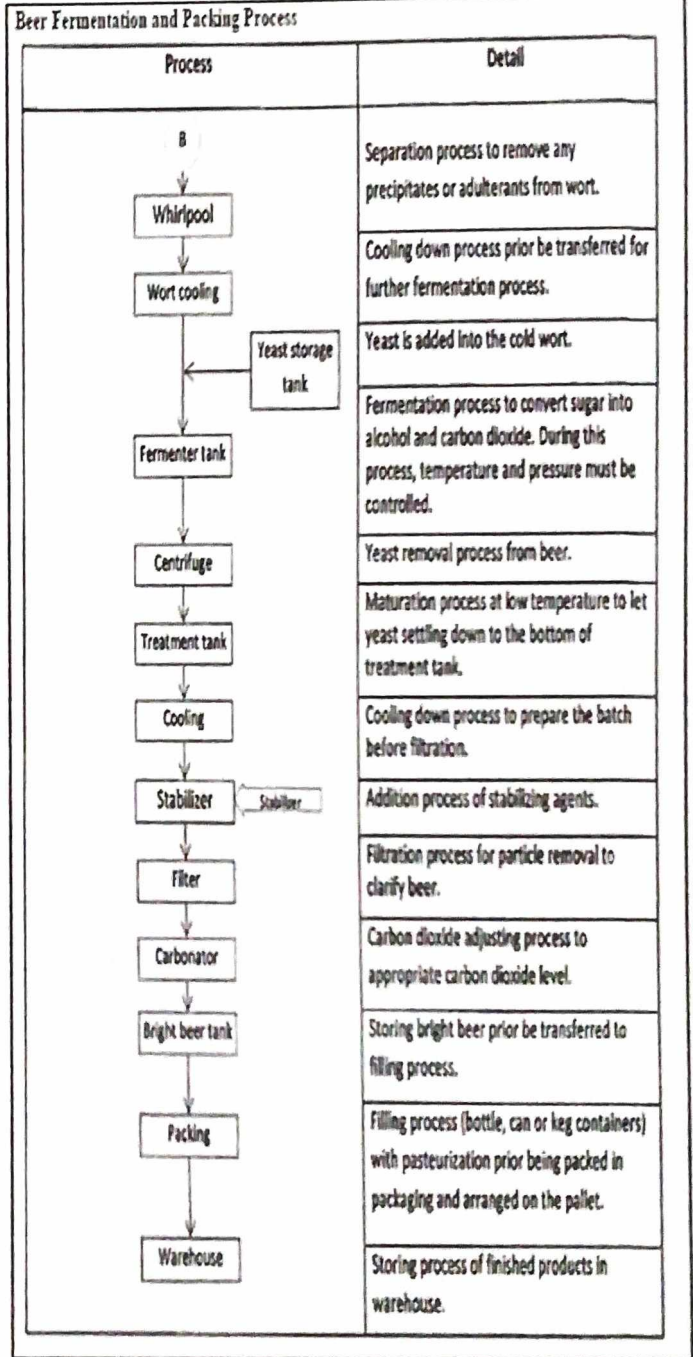 Beer Fermentation and Packing Process
Process
Detail
B
Separation process to remove any
precipitates or adulterants from wort.
Whirlpool
Cooling down process prior be transferred for
further fermentation process.
Wort cooling
Yeast storage
tank
Yeast is added into the cold wort.
Fermenter tank
Fermentation process to convert sugar into
alcohol and carbon dioxide. During this
process, temperature and pressure must be
controlled.
Centrifuge
Yeast removal process from beer.
Treatment tank
Maturation process at low temperature to let
yeast settling down to the bottom of
treatment tank.
Cooling
Cooling down process to prepare the batch
before filtration.
Stabilizer
Stabilizer
Addition process of stabilizing agents.
Filter
Filtration process for particle removal to
clarify beer.
Carbonator
Carbon dioxide adjusting process to
appropriate carbon dioxide level.
Bright beer tank
Storing bright beer prior be transferred to
filling process.
Packing
Filling process (bottle, can or keg containers)
with pasteurization prior being packed in
packaging and arranged on the pallet.
Warehouse
Storing process of finished products in
warehouse.